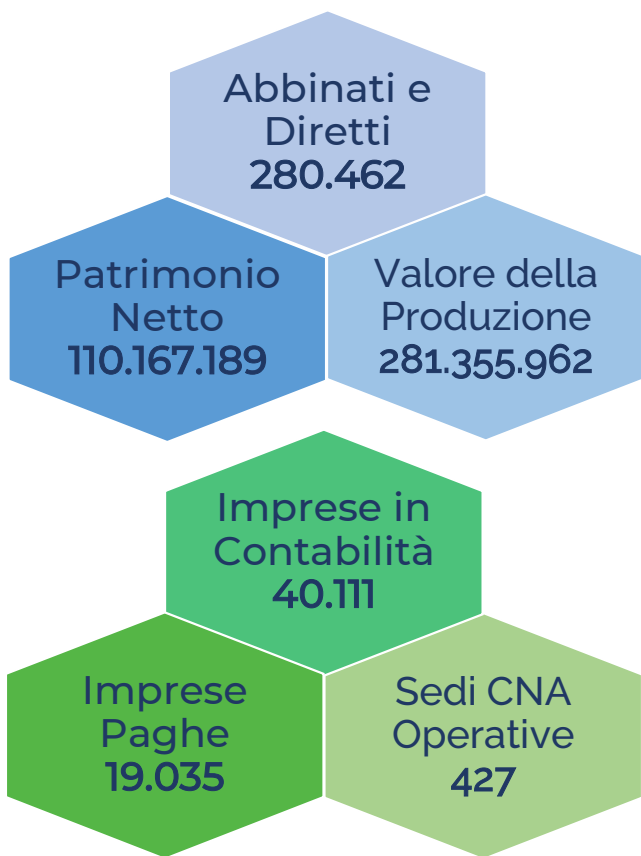 Abbinati e
Diretti
280.462
Patrimonio
Netto
110.167.189
Valore della
Produzione
281.355.962
Imprese in
Contabilità
40.111
Imprese
Paghe
19.035
Sedi CNA
Operative
427